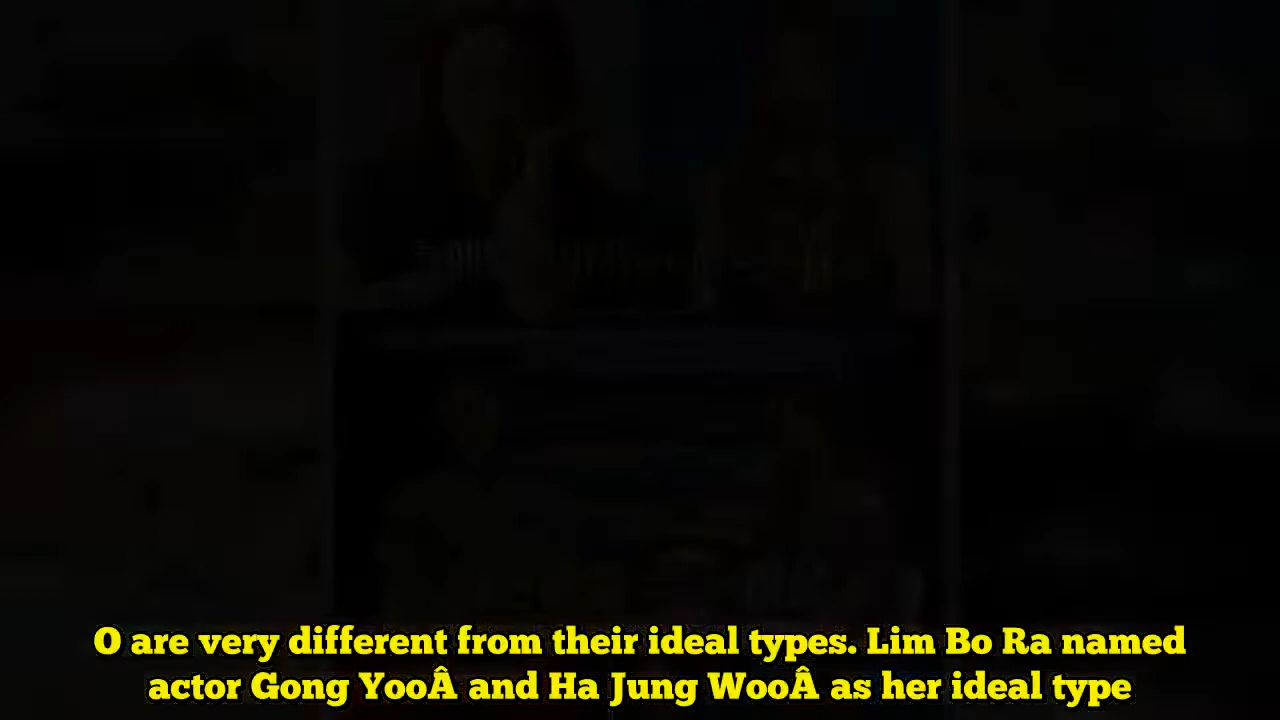 O are very different from their ideal types. Lim Bo Ra named
actor Gong YooÂ and Ha Jung WooÂ as her ideal type